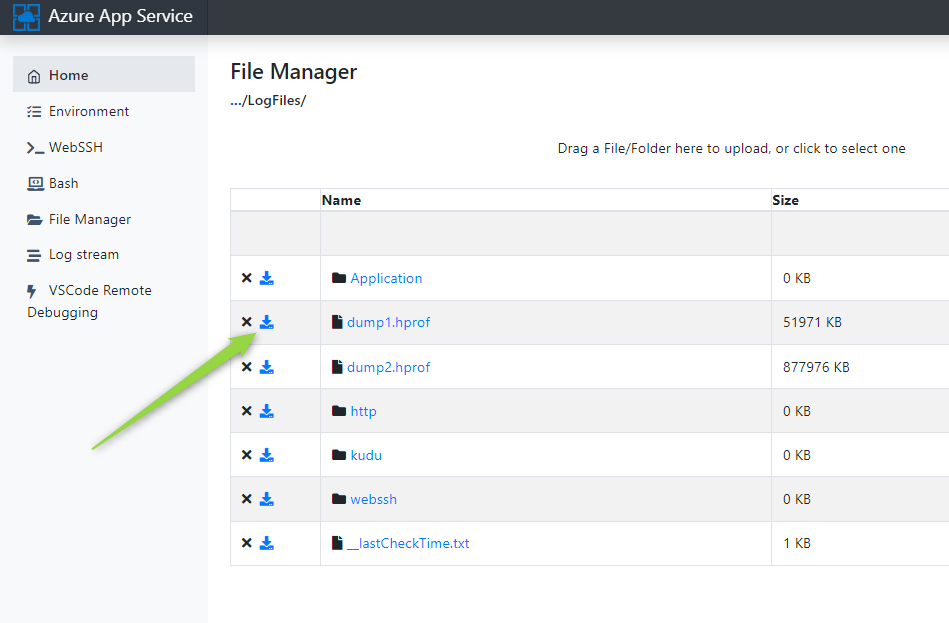 Azure App Service
Home
Environment
WebSSH
Bash
File Manager
Log stream
VSCode Remote
Debugging
File Manager
.../LogFiles/
Drag a File/Folder here to upload, or click to select one
Name Size
Application 0 KB
dump1.hprof 51971 KB
dump2.hprof 877976 KB
http 0 KB
kudu 0 KB
webssh 0 KB
__lastCheckTime.txt 1 KB